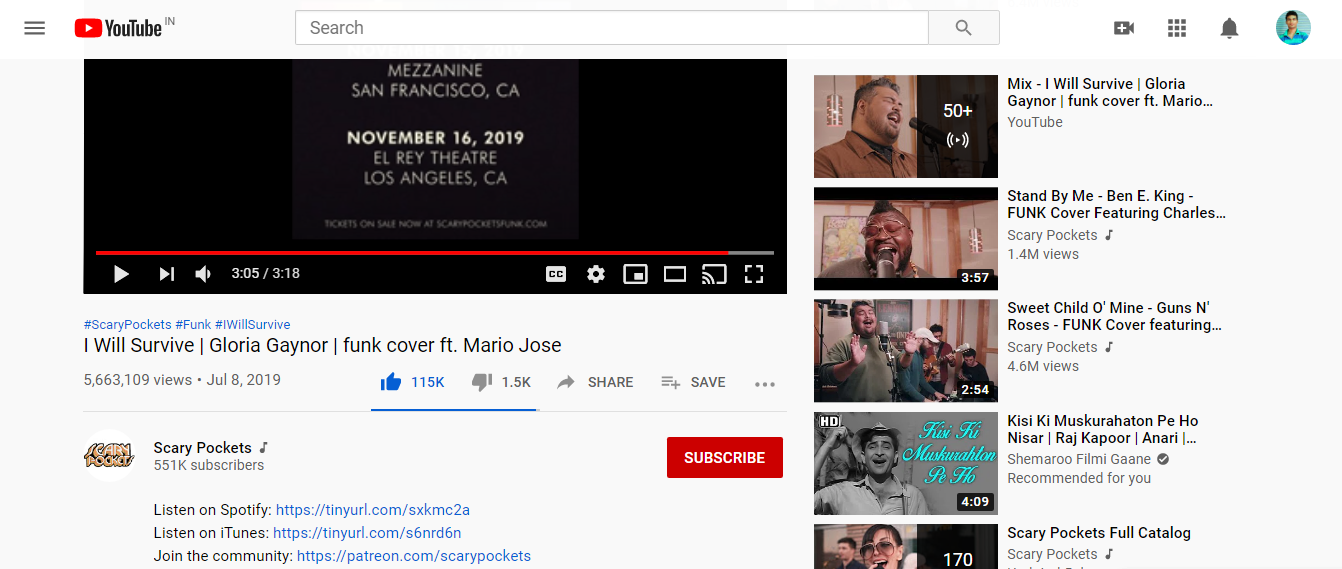 YouTube IN
Search
NOVEMBER 15, 2019
MEZZANINE
SAN FRANCISCO, CA
NOVEMBER 16, 2019
EL REY THEATRE
LOS ANGELES, CA
TICKETS ON SALE NOW AT SCARYPOCKETSFUNK.COM
CC
3:05 / 3:18
#ScaryPockets #Funk #IWillSurvive
I Will Survive | Gloria Gaynor | funk cover ft. Mario Jose
5,663,109 views • Jul 8, 2019
115K
1.5K
SHARE
SAVE
SCARY
POCKETS
Scary Pockets
551K subscribers
SUBSCRIBE
Listen on Spotify: https://tinyurl.com/sxkmc2a
Listen on iTunes: https://tinyurl.com/s6nrd6n
Join the community: https://patreon.com/scarypockets
50+
Mix - I Will Survive | Gloria
Gaynor | funk cover ft. Mario...
YouTube
3:57
Stand By Me - Ben E. King -
FUNK Cover Featuring Charles...
Scary Pockets
1.4M views
2:54
Sweet Child O' Mine - Guns N'
Roses - FUNK Cover featuring...
Scary Pockets
4.6M views
HD
Kisi Ki
Muskurahton
Pe Ho
4:09
Kisi Ki Muskurahaton Pe Ho
Nisar | Raj Kapoor | Anari |...
Shemaroo Filmi Gaane
Recommended for you
170
Scary Pockets Full Catalog
Scary Pockets